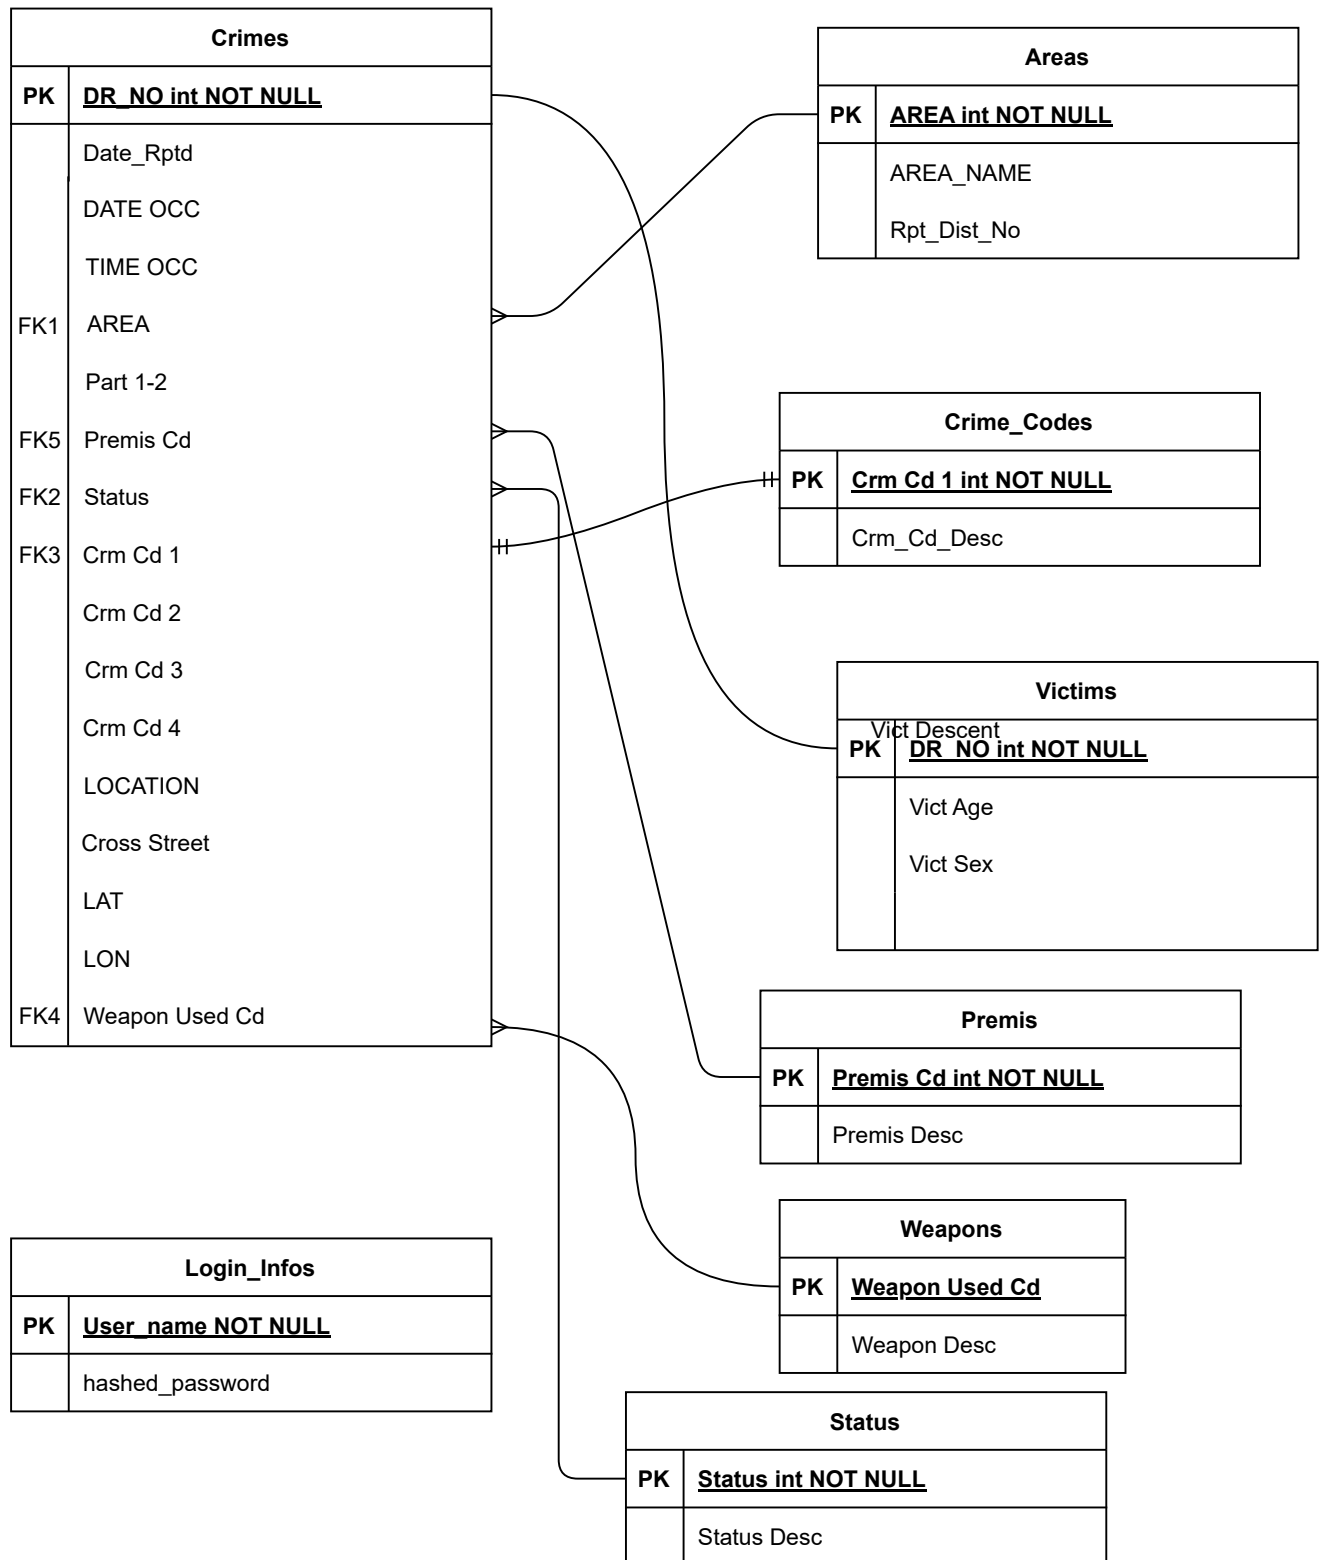 Crimes
PK DR_NO int NOT NULL
Date_Rptd
DATE OCC
TIME OCC
FK1 AREA
Part 1-2
FK5 Premis Cd
FK2 Status
FK3 Crm Cd 1
Crm Cd 2
Crm Cd 3
Crm Cd 4
LOCATION
Cross Street
LAT
LON
FK4 Weapon Used Cd
Areas
PK AREA int NOT NULL
AREA_NAME
Rpt_Dist_No
Crime_Codes
PK Crm Cd 1 int NOT NULL
Crm_Cd_Desc
Victims
Vict Descent
PK DR_NO int NOT NULL
Vict Age
Vict Sex
Premis
PK Premis Cd int NOT NULL
Premis Desc
Weapons
PK Weapon Used Cd
Weapon Desc
Login_Infos
PK User_name NOT NULL
hashed_password
Status
PK Status int NOT NULL
Status Desc